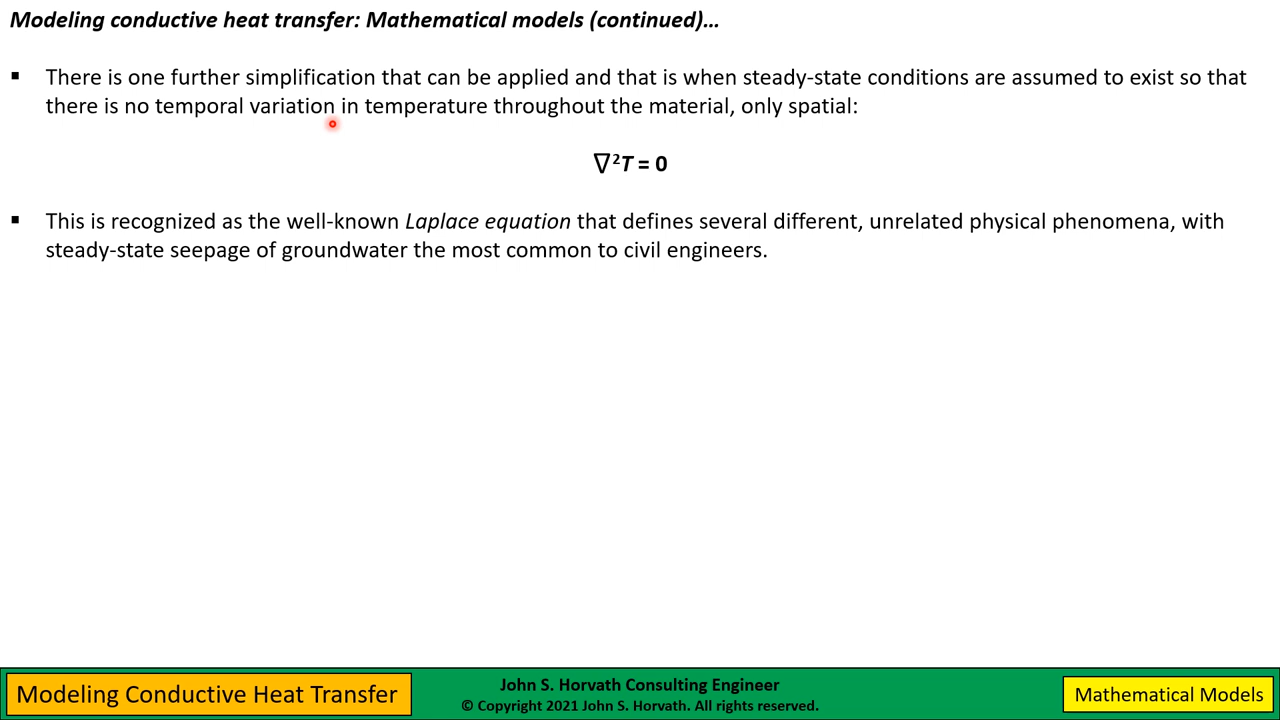 Modeling conductive heat transfer: Mathematical models (continued)…
▪ There is one further simplification that can be applied and that is when steady-state conditions are assumed to exist so that
there is no temporal variation in temperature throughout the material, only spatial:
∇²T = 0
▪ This is recognized as the well-known Laplace equation that defines several different, unrelated physical phenomena, with
steady-state seepage of groundwater the most common to civil engineers.
Modeling Conductive Heat Transfer
John S. Horvath Consulting Engineer
© Copyright 2021 John S. Horvath. All rights reserved.
Mathematical Models